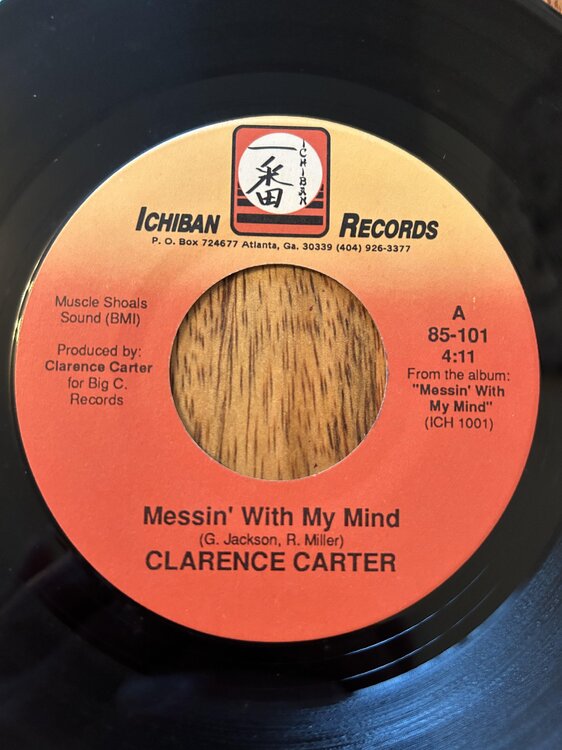 一番
ICHIBAN
ICHIBAN RECORDS
P. O. Box 724677 Atlanta, Ga. 30339 (404) 926-3377
Muscle Shoals
Sound (BMI)
Produced by:
Clarence Carter
for Big C.
Records
A
85-101
4:11
From the album:
"Messin' With
My Mind"
(ICH 1001)
Messin' With My Mind
(G. Jackson, R. Miller)
CLARENCE CARTER